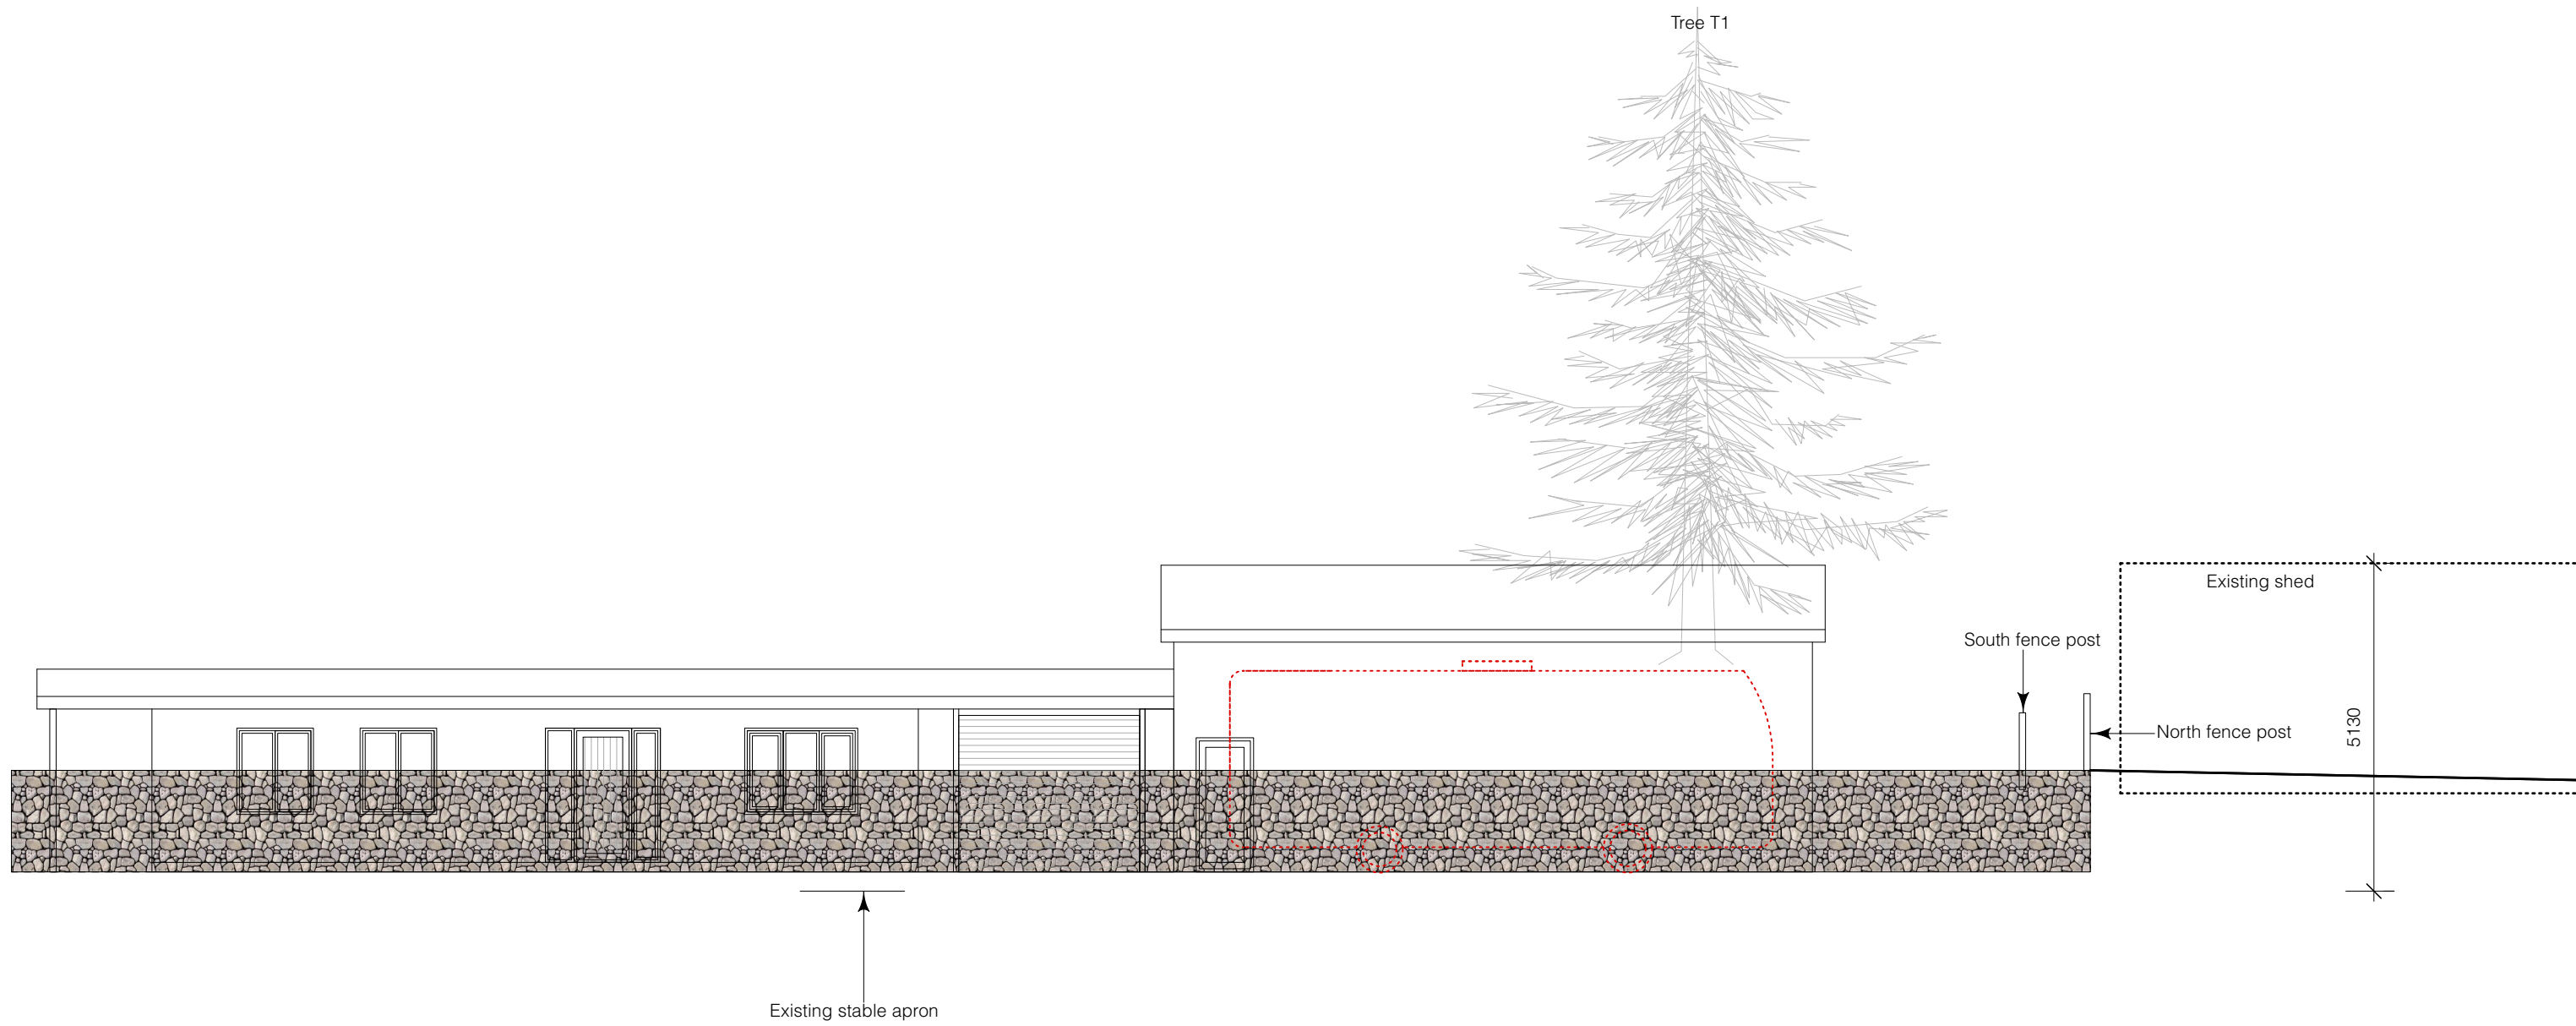 Tree T1
Existing shed
South fence post
North fence post
5130
Existing stable apron